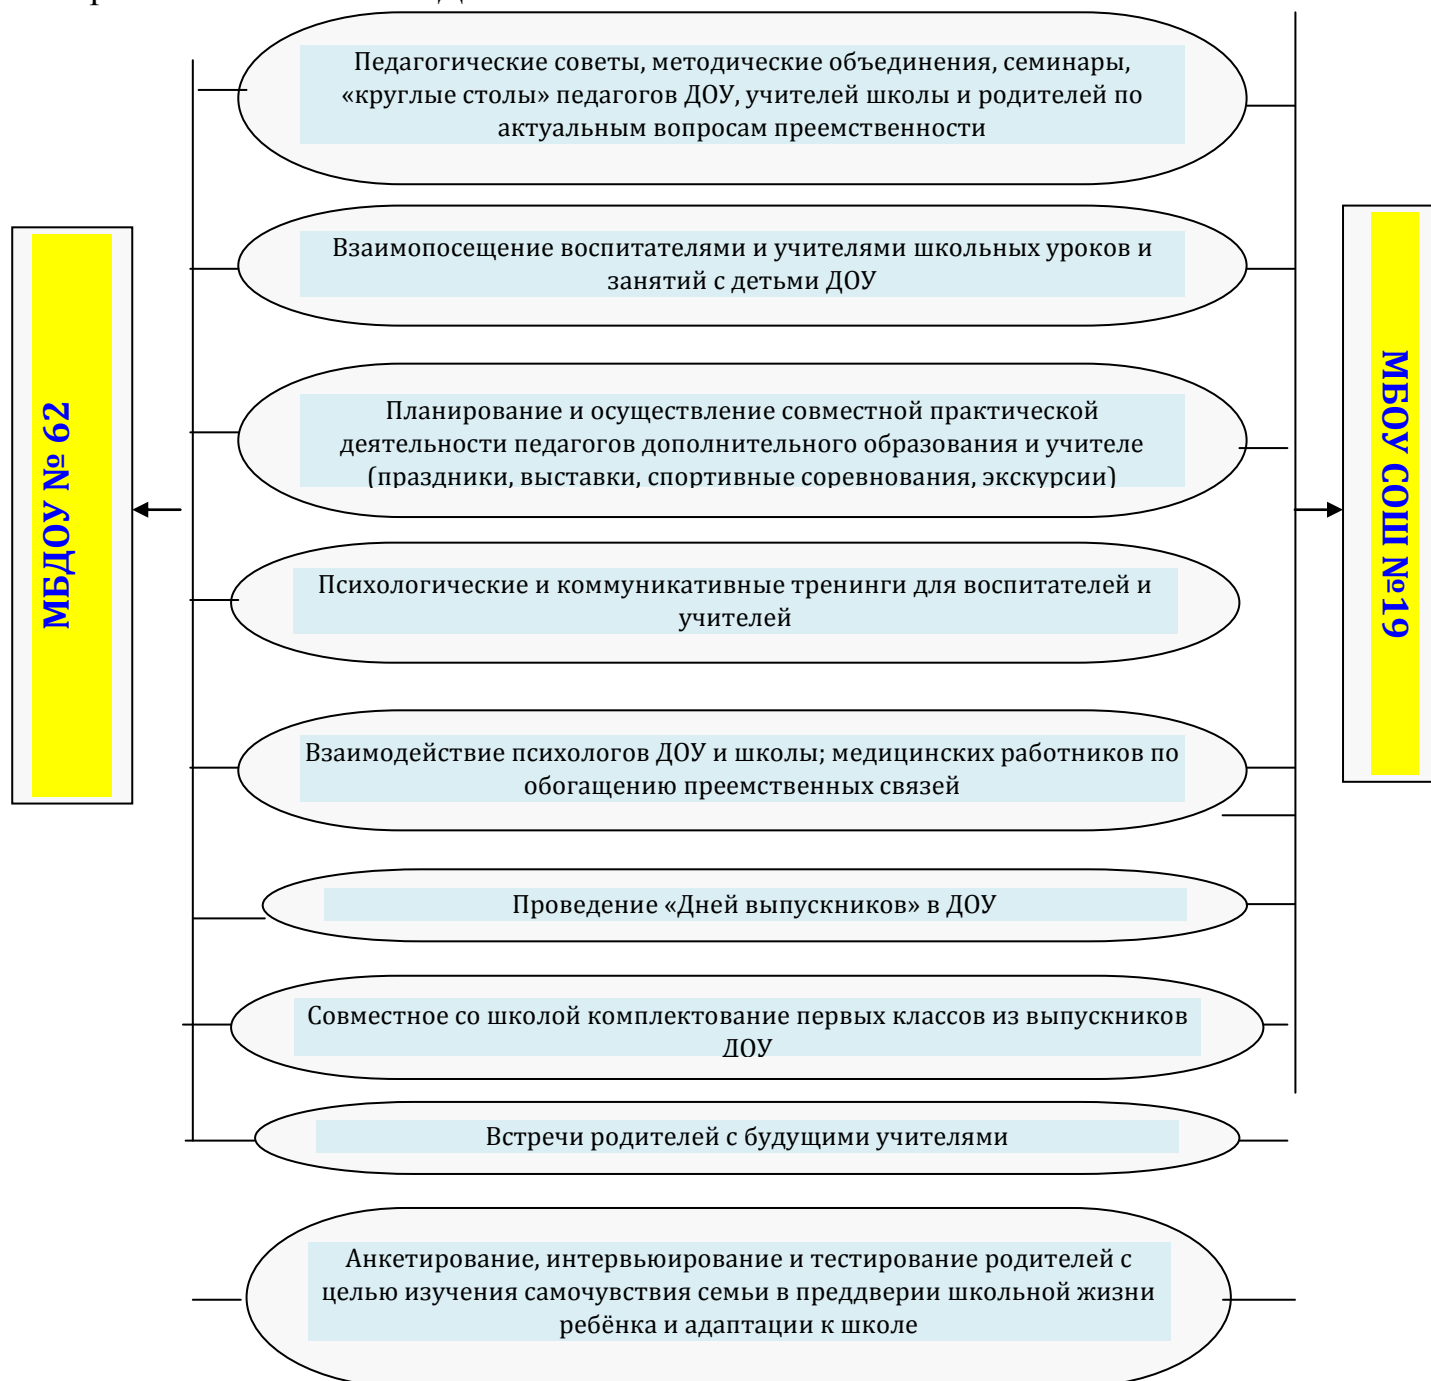 Педагогические советы, методические объединения, семинары,
«круглые столы» педагогов ДОУ, учителей школы и родителей по
актуальным вопросам преемственности
Взаимопосещение воспитателями и учителями школьных уроков и
занятий с детьми ДОУ
МБДОУ № 62
МБОУ СОШ №19
Планирование и осуществление совместной практической
деятельности педагогов дополнительного образования и учителе
(праздники, выставки, спортивные соревнования, экскурсии)
Психологические и коммуникативные тренинги для воспитателей и
учителей
Взаимодействие психологов ДОУ и школы; медицинских работников по
обогащению преемственных связей
Проведение «Дней выпускников» в ДОУ
Совместное со школой комплектование первых классов из выпускников
ДОУ
Встречи родителей с будущими учителями
Анкетирование, интервьюирование и тестирование родителей с
целью изучения самочувствия семьи в преддверии школьной жизни
ребёнка и адаптации к школе